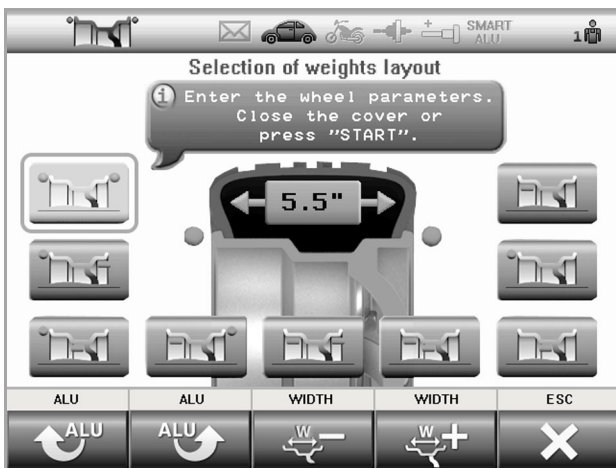 SMART
ALU
1
Selection of weights layout
i Enter the wheel parameters.
Close the cover or
press ”START”.
5.5"
ALU
ALU
WIDTH
WIDTH
ESC
ALU
ALU
W
W